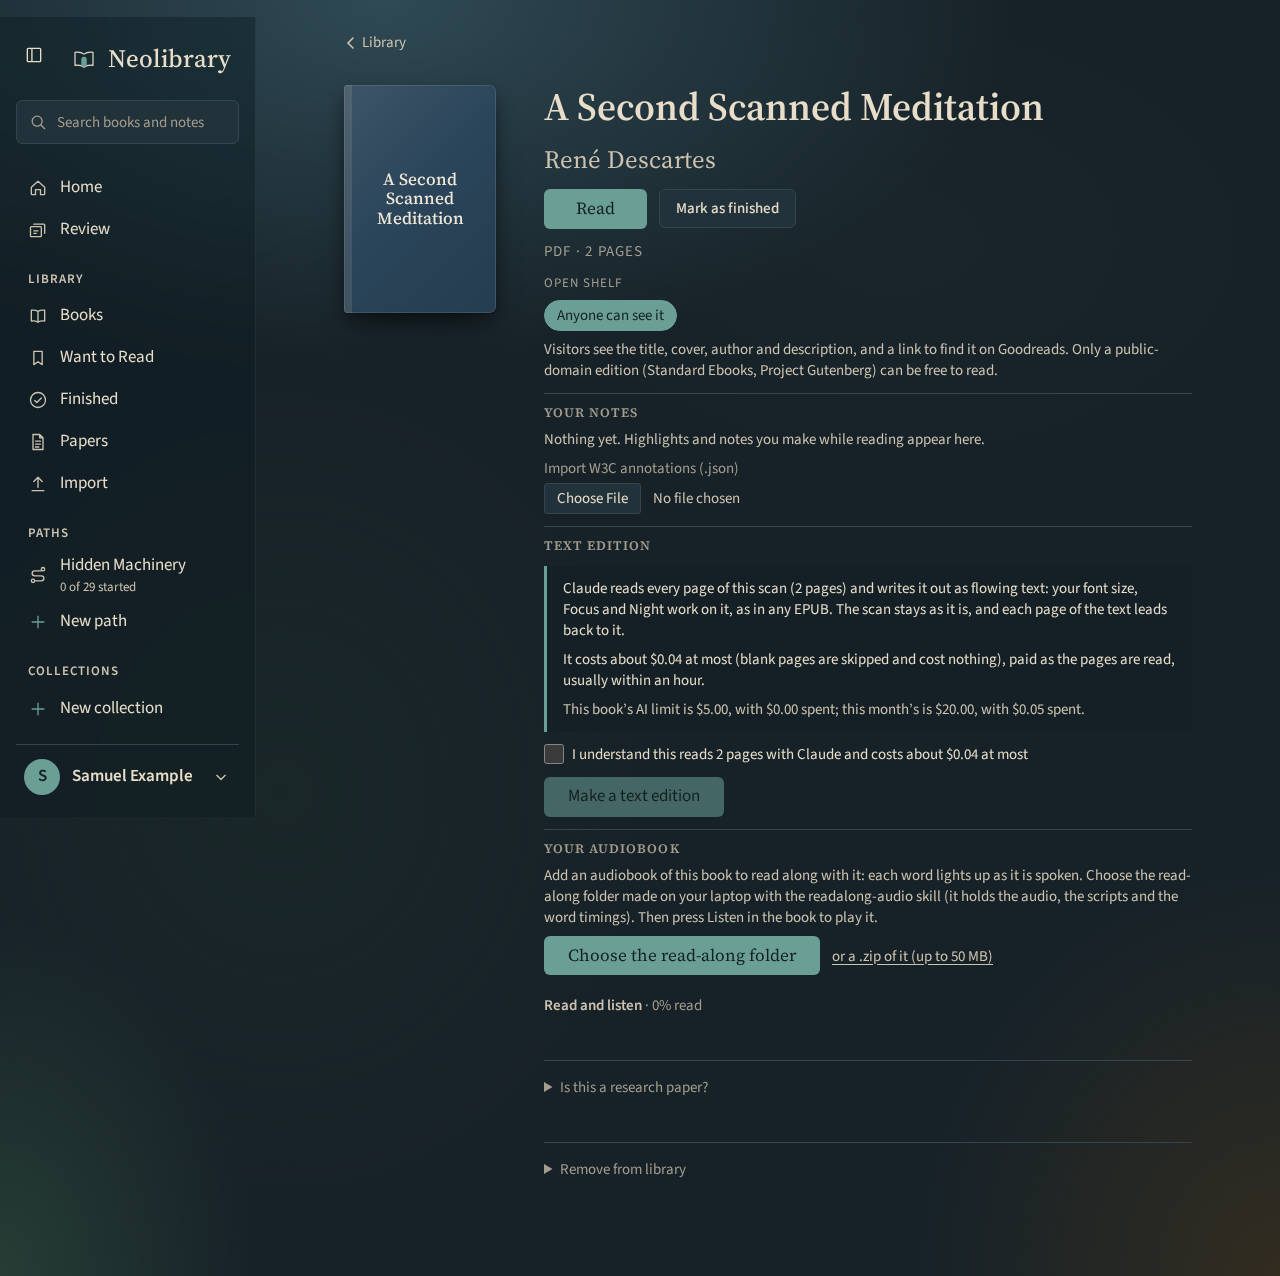 Neolibrary
Search books and notes
Home
Review
LIBRARY
Books
Want to Read
Finished
Papers
Import
PATHS
Hidden Machinery
0 of 29 started
New path
COLLECTIONS
New collection
S
Samuel Example
Library
A Second
Scanned
Meditation
A Second Scanned Meditation
René Descartes
Read
Mark as finished
PDF · 2 PAGES
OPEN SHELF
Anyone can see it
Visitors see the title, cover, author and description, and a link to find it on Goodreads. Only a public-
domain edition (Standard Ebooks, Project Gutenberg) can be free to read.
YOUR NOTES
Nothing yet. Highlights and notes you make while reading appear here.
Import W3C annotations (.json)
Choose File No file chosen
TEXT EDITION
Claude reads every page of this scan (2 pages) and writes it out as flowing text: your font size,
Focus and Night work on it, as in any EPUB. The scan stays as it is, and each page of the text leads
back to it.
It costs about $0.04 at most (blank pages are skipped and cost nothing), paid as the pages are read,
usually within an hour.
This book’s AI limit is $5.00, with $0.00 spent; this month’s is $20.00, with $0.05 spent.
I understand this reads 2 pages with Claude and costs about $0.04 at most
Make a text edition
YOUR AUDIOBOOK
Add an audiobook of this book to read along with it: each word lights up as it is spoken. Choose the read-
along folder made on your laptop with the readalong-audio skill (it holds the audio, the scripts and the
word timings). Then press Listen in the book to play it.
Choose the read-along folder
or a .zip of it (up to 50 MB)
Read and listen · 0% read
Is this a research paper?
Remove from library